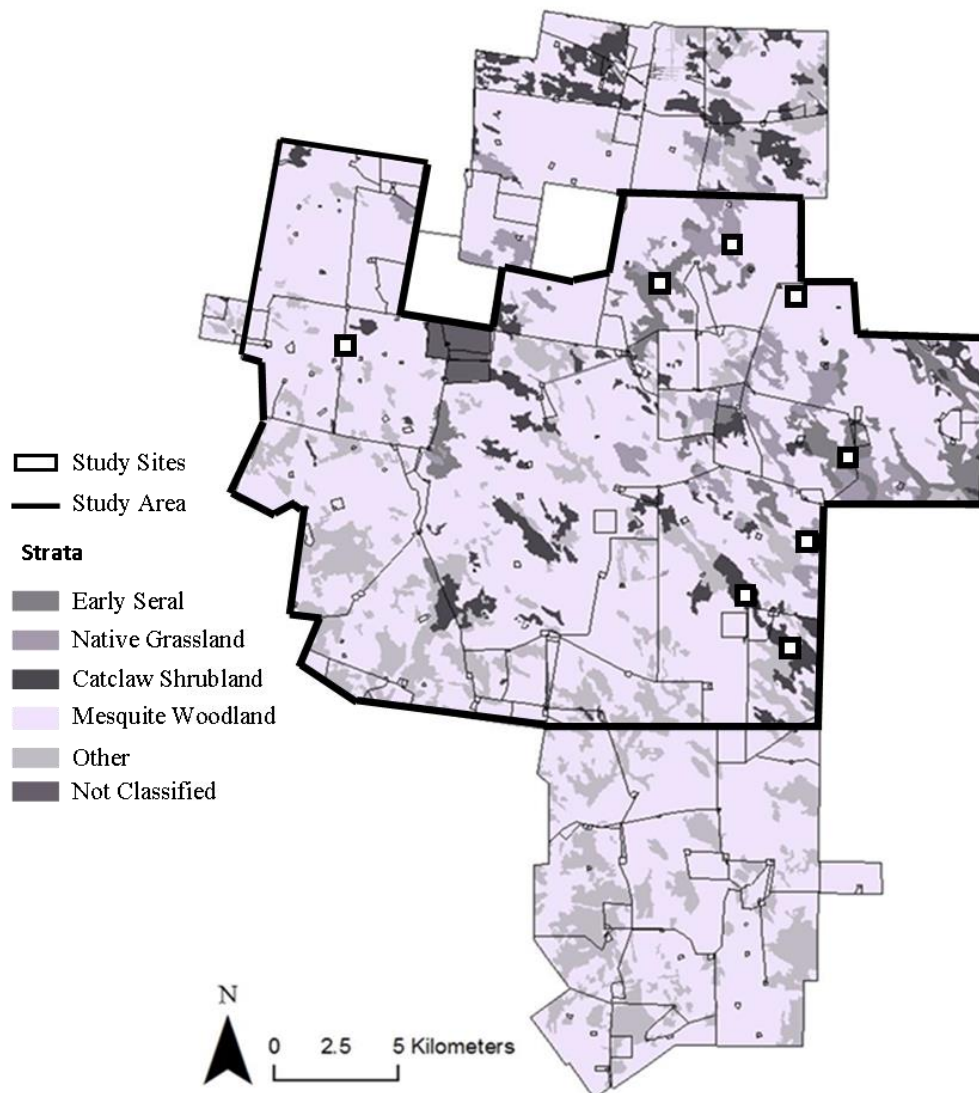 Study Sites
Study Area
Strata
Early Seral
Native Grassland
Catclaw Shrubland
Mesquite Woodland
Other
Not Classified
N
0 2.5 5 Kilometers